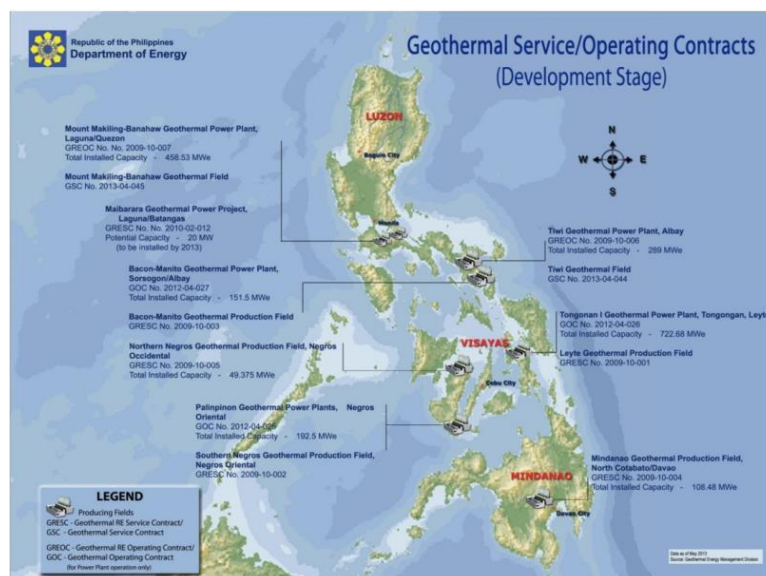 Republic of the Philippines
Department of Energy
Geothermal Service/Operating Contracts
(Development Stage)
N
W E
S
LUZON
Baguio City
Manila
Mount Makiling-Banahaw Geothermal Power Plant,
Laguna/Quezon
GREOC No. No. 2009-10-007
Total Installed Capacity - 458.53 MWe
Mount Makiling-Banahaw Geothermal Field
GSC No. 2013-04-045
Maibarara Geothermal Power Project,
Laguna/Batangas
GRESC No. No. 2010-02-012
Potential Capacity - 20 MW
(to be installed by 2013)
Bacon-Manito Geothermal Power Plant,
Sorsogon/Albay
GOC No. 2012-04-027
Total Installed Capacity - 151.5 MWe
Bacon-Manito Geothermal Production Field
GRESC No. 2009-10-003
Northern Negros Geothermal Production Field, Negros
Occidental
GRESC No. 2009-10-005
Total Installed Capacity - 49.375 MWe
Palinpinon Geothermal Power Plants, Negros
Oriental
GOC No. 2012-04-025
Total Installed Capacity - 192.5 MWe
Southern Negros Geothermal Production Field,
Negros Oriental
GRESC No. 2009-10-002
Tiwi Geothermal Power Plant, Albay
GREOC No. 2009-10-006
Total Installed Capacity - 289 MWe
Tiwi Geothermal Field
GSC No. 2013-04-044
Tongonan I Geothermal Power Plant, Tongongan, Leyte
GOC No. 2012-04-026
Total Installed Capacity - 722.68 MWe
Leyte Geothermal Production Field
GRESC No. 2009-10-001
VISAYAS
Cebu City
Mindanao Geothermal Production Field,
North Cotabato/Davao
GRESC No. 2009-10-004
Total Installed Capacity - 108.48 MWe
MINDANAO
Davao City
LEGEND
Producing Fields
GRESC - Geothermal RE Service Contract/
GSC - Geothermal Service Contract
GREOC - Geothermal RE Operating Contract/
GOC - Geothermal Operating Contract
(for Power Plant operation only)
Data as of May 2013
Source: Geothermal Energy Management Division